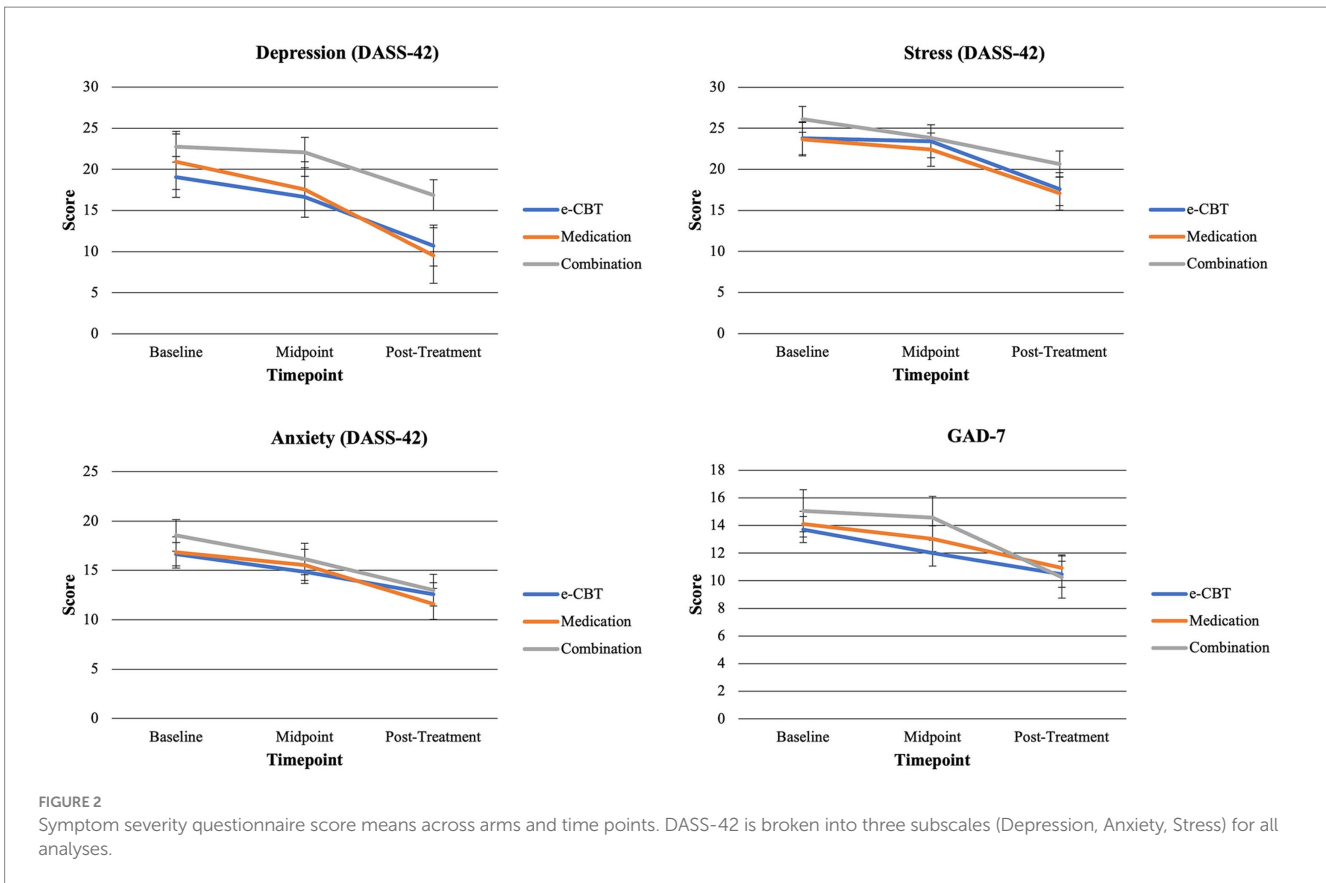 Depression (DASS-42)
30
25
20
15
10
5
0
Score
Baseline
Midpoint
Post-Treatment
Timepoint
e-CBT
Medication
Combination
Stress (DASS-42)
30
25
20
15
10
5
0
Score
Baseline
Midpoint
Post-Treatment
Timepoint
e-CBT
Medication
Combination
Anxiety (DASS-42)
25
20
15
10
5
0
Score
Baseline
Midpoint
Post-Treatment
Timepoint
e-CBT
Medication
Combination
GAD-7
18
16
14
12
10
8
6
4
2
0
Score
Baseline
Midpoint
Post-Treatment
Timepoint
e-CBT
Medication
Combination
FIGURE 2
Symptom severity questionnaire score means across arms and time points. DASS-42 is broken into three subscales (Depression, Anxiety, Stress) for all
analyses.